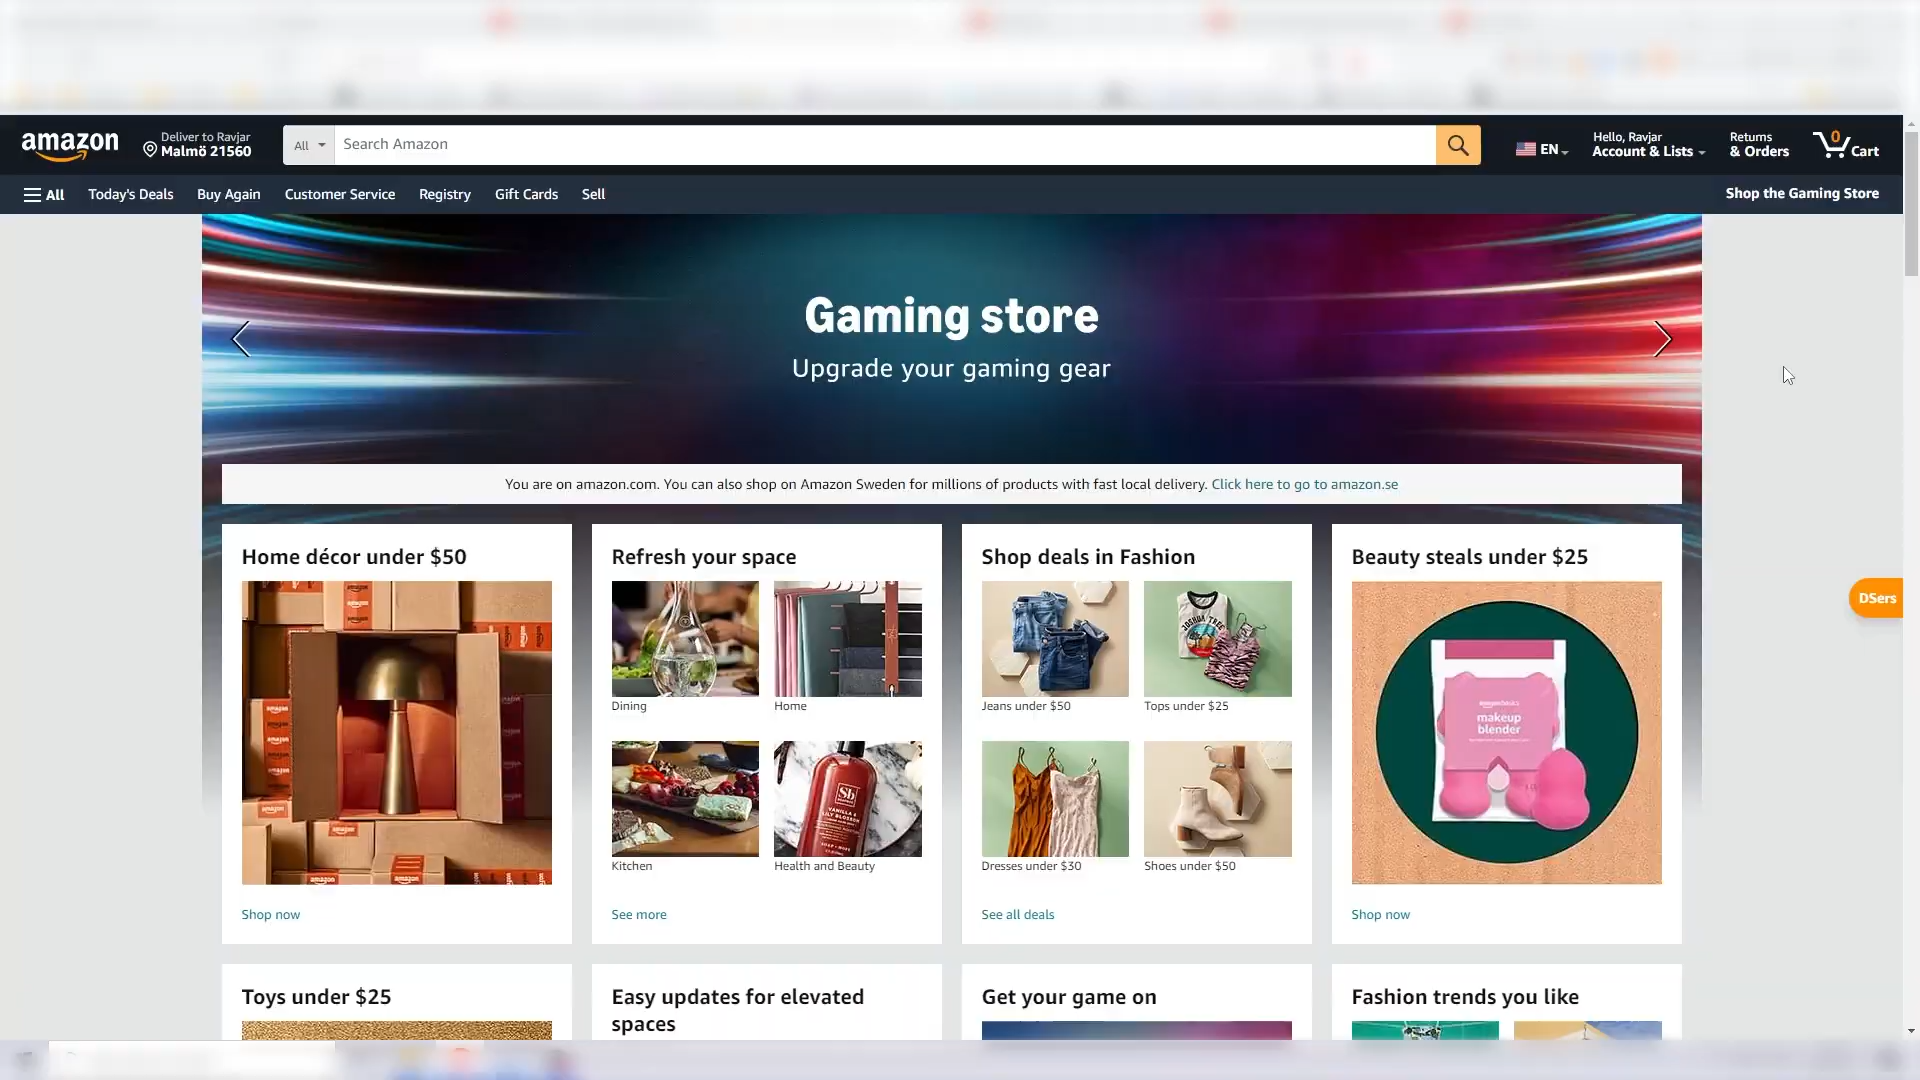 amazon
Deliver to Ravjar
Malmö 21560
All
Search Amazon
EN
Hello, Ravjar
Account & Lists
Returns
& Orders
0
Cart
All
Today's Deals
Buy Again
Customer Service
Registry
Gift Cards
Sell
Shop the Gaming Store
Gaming store
Upgrade your gaming gear
You are on amazon.com. You can also shop on Amazon Sweden for millions of products with fast local delivery. Click here to go to amazon.se
Home décor under $50
Shop now
Refresh your space
Dining
Home
Kitchen
Health and Beauty
See more
Shop deals in Fashion
JOSHUA TREE
Jeans under $50
Tops under $25
Dresses under $30
Shoes under $50
See all deals
Beauty steals under $25
makeup
blender
Shop now
DSers
Toys under $25
Easy updates for elevated
spaces
Get your game on
Fashion trends you like